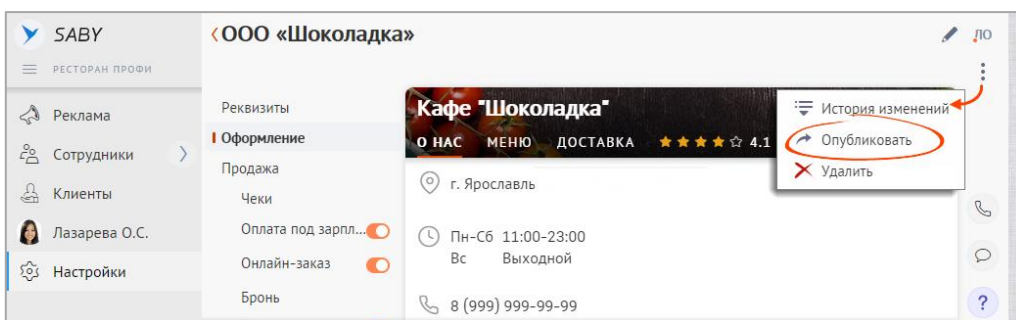 SABY
РЕСТОРАН ПРОФИ
Реклама
Сотрудники
Клиенты
Лазарева О.С.
Настройки
ООО «Шоколадка»
ЛО
Реквизиты
Оформление
Продажа
Чеки
Оплата под зарпл...
Онлайн-заказ
Бронь
Кафе "Шоколадка"
О НАС МЕНЮ ДОСТАВКА 4.1
г. Ярославль
Пн-Сб 11:00-23:00
Вс Выходной
8 (999) 999-99-99
История изменений
Опубликовать
Удалить
?